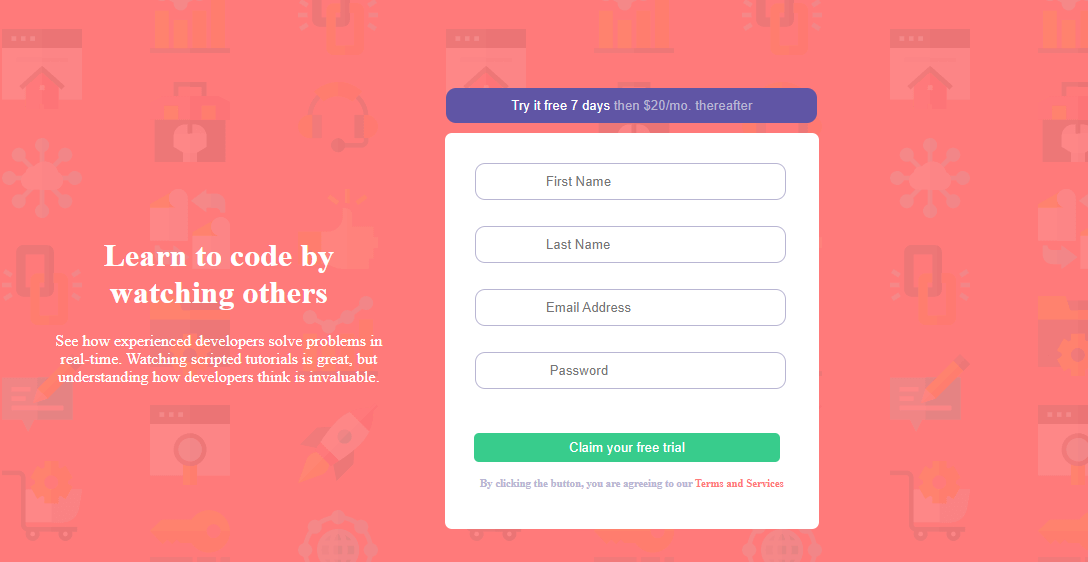 Learn to code by
watching others
See how experienced developers solve problems in
real-time. Watching scripted tutorials is great, but
understanding how developers think is invaluable.
Try it free 7 days then $20/mo. thereafter
First Name
Last Name
Email Address
Password
Claim your free trial
By clicking the button, you are agreeing to our Terms and Services